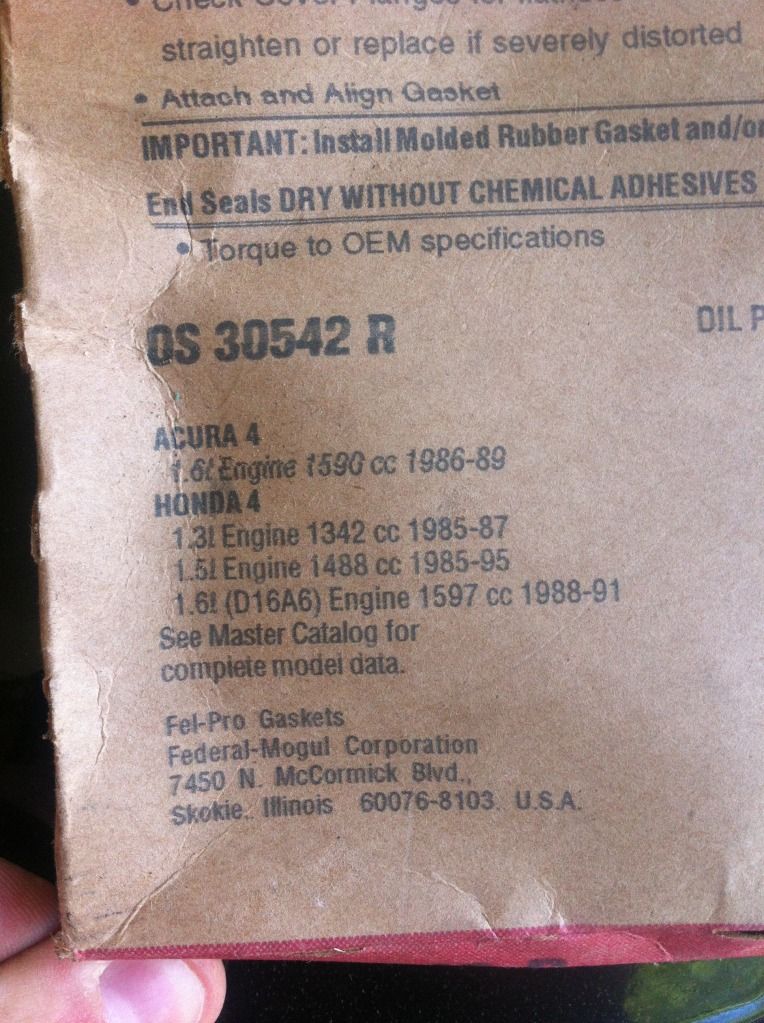 • Check Cover Flanges for
straighten or replace if severely distorted
• Attach and Align Gasket
IMPORTANT: Install Molded Rubber Gasket and/or
End Seals DRY WITHOUT CHEMICAL ADHESIVES
• Torque to OEM specifications
OS 30542 R
OIL P
ACURA 4
1.6l Engine 1590 cc 1986-89
HONDA 4
1.3l Engine 1342 cc 1985-87
1.5l Engine 1488 cc 1985-95
1.6l (D16A6) Engine 1597 cc 1988-91
See Master Catalog for
complete model data.
Fel-Pro Gaskets
Federal-Mogul Corporation
7450 N. McCormick Blvd.,
Skokie, Illinois 60076-8103 U.S.A.